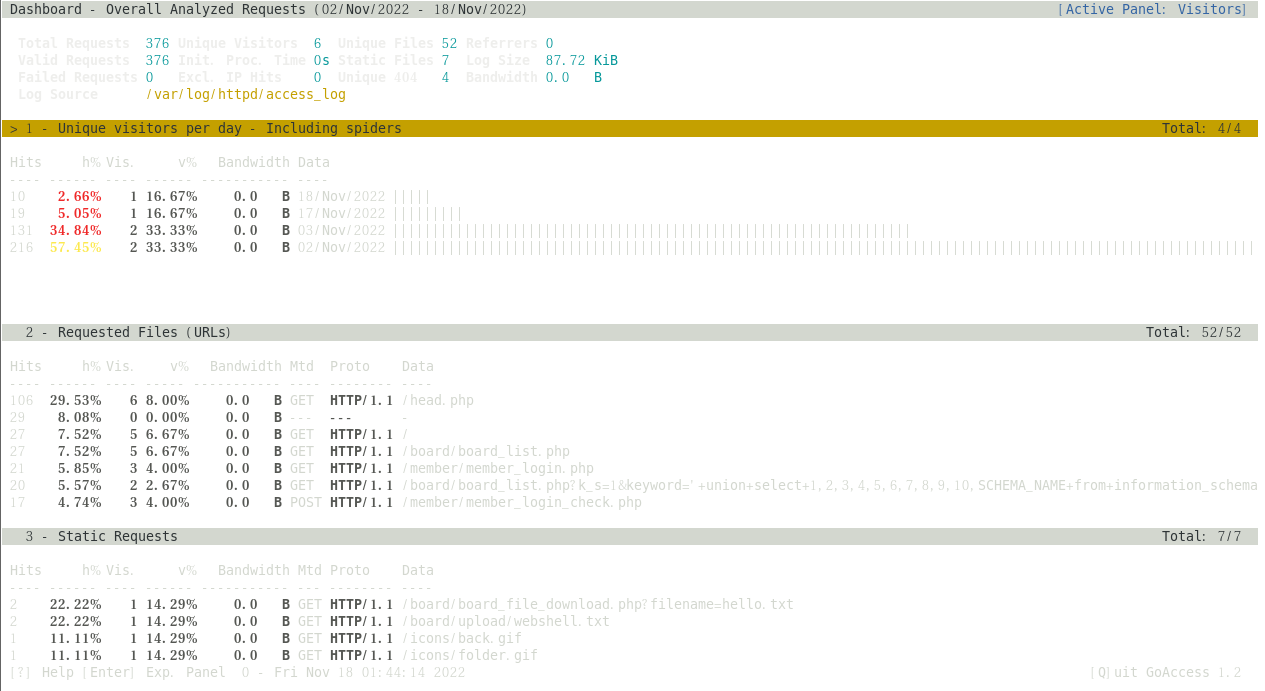 Dashboard - Overall Analyzed Requests (02/Nov/2022 - 18/Nov/2022) [Active Panel: Visitors]
Total Requests 376 Unique Visitors 6 Unique Files 52 Referrers 0
Valid Requests 376 Init. Proc. Time 0s Static Files 7 Log Size 87.72 KiB
Failed Requests 0 Excl. IP Hits 0 Unique 404 4 Bandwidth 0.0 B
Log Source /var/log/httpd/access_log
> 1 - Unique visitors per day - Including spiders Total: 4/4
Hits h% Vis. v% Bandwidth Data
---- ------ ---- ------ ----------- ----
10 2.66% 1 16.67% 0.0 B 18/Nov/2022 |||||
19 5.05% 1 16.67% 0.0 B 17/Nov/2022 |||||||||
131 34.84% 2 33.33% 0.0 B 03/Nov/2022 |||||||||||||||||||||||||||||||||||||||||||||||||||||||||||||||||
216 57.45% 2 33.33% 0.0 B 02/Nov/2022 ||||||||||||||||||||||||||||||||||||||||||||||||||||||||||||||||||||||||||||||||||||||||||||||||||||||||||||
2 - Requested Files (URLs) Total: 52/52
Hits h% Vis. v% Bandwidth Mtd Proto Data
---- ------ ---- ----- ----------- ---- -------- ----
106 29.53% 6 8.00% 0.0 B GET HTTP/1.1 /head.php
29 8.08% 0 0.00% 0.0 B --- --- -
27 7.52% 5 6.67% 0.0 B GET HTTP/1.1 /
27 7.52% 5 6.67% 0.0 B GET HTTP/1.1 /board/board_list.php
21 5.85% 3 4.00% 0.0 B GET HTTP/1.1 /member/member_login.php
20 5.57% 2 2.67% 0.0 B GET HTTP/1.1 /board/board_list.php?k_s=1&keyword='+union+select+1,2,3,4,5,6,7,8,9,10,SCHEMA_NAME+from+information_schema
17 4.74% 3 4.00% 0.0 B POST HTTP/1.1 /member/member_login_check.php
3 - Static Requests Total: 7/7
Hits h% Vis. v% Bandwidth Mtd Proto Data
---- ------ ---- ------ ----------- --- -------- ----
2 22.22% 1 14.29% 0.0 B GET HTTP/1.1 /board/board_file_download.php?filename=hello.txt
2 22.22% 1 14.29% 0.0 B GET HTTP/1.1 /board/upload/webshell.txt
1 11.11% 1 14.29% 0.0 B GET HTTP/1.1 /icons/back.gif
1 11.11% 1 14.29% 0.0 B GET HTTP/1.1 /icons/folder.gif
[?] Help [Enter] Exp. Panel 0 - Fri Nov 18 01:44:14 2022 [Q]uit GoAccess 1.2